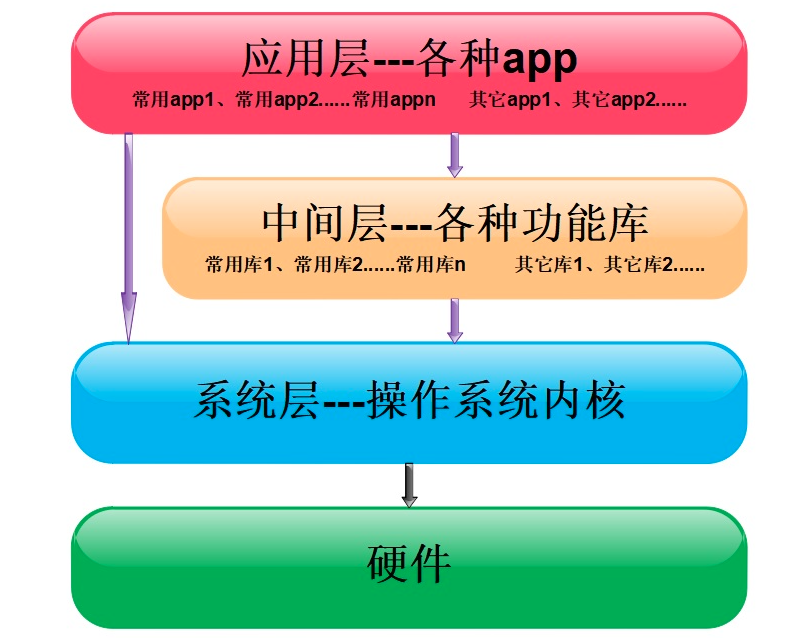 应用层---各种app
常用app1、常用app2......常用appn 其它app1、其它app2......
中间层---各种功能库
常用库1、常用库2......常用库n 其它库1、其它库2......
系统层---操作系统内核
硬件